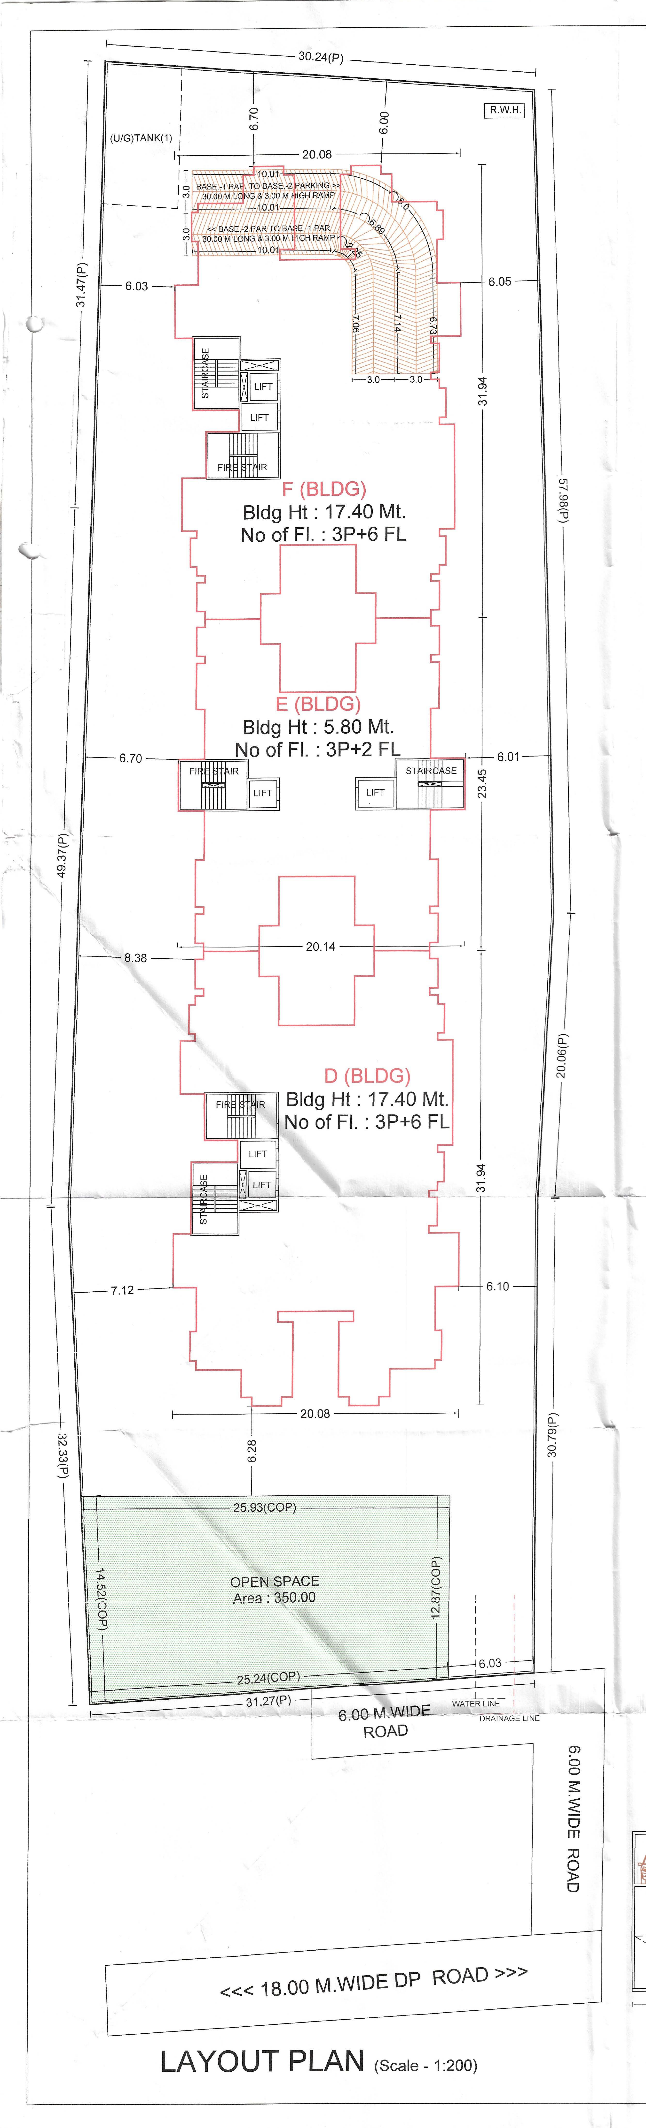 30.24(P)
(U/G)TANK(1)
6.70
6.00
R.W.H.
20.08
10.01
BASE.-1 PAR. TO BASE.-2 PARKING >>
30.00 M LONG & 3.00 M HIGH RAMP
10.01
<< BASE.-2 PAR TO BASE.-1 PAR.
30.00 M LONG & 3.00 M HIGH RAMP
10.01
3.0
3.0
6.89
31.47(P)
6.03
6.05
7.06
7.14
6.73
3.0
3.0
STAIRCASE
LIFT
LIFT
FIRE STAIR
31.94
57.98(P)
F (BLDG)
Bldg Ht : 17.40 Mt.
No of Fl. : 3P+6 FL
E (BLDG)
Bldg Ht : 5.80 Mt.
No of Fl. : 3P+2 FL
6.70
6.01
FIRE STAIR
LIFT
LIFT
STAIRCASE
23.45
49.37(P)
20.14
8.38
20.06(P)
D (BLDG)
Bldg Ht : 17.40 Mt.
No of Fl. : 3P+6 FL
FIRE STAIR
LIFT
LIFT
STAIRCASE
31.94
7.12
6.10
20.08
6.28
32.33(P)
30.79(P)
25.93(COP)
14.52(COP)
OPEN SPACE
Area : 350.00
12.87(COP)
6.03
25.24(COP)
31.27(P)
WATER LINE
DRAINAGE LINE
6.00 M.WIDE
ROAD
6.00 M.WIDE ROAD
<<< 18.00 M.WIDE DP ROAD >>>
LAYOUT PLAN (Scale - 1:200)